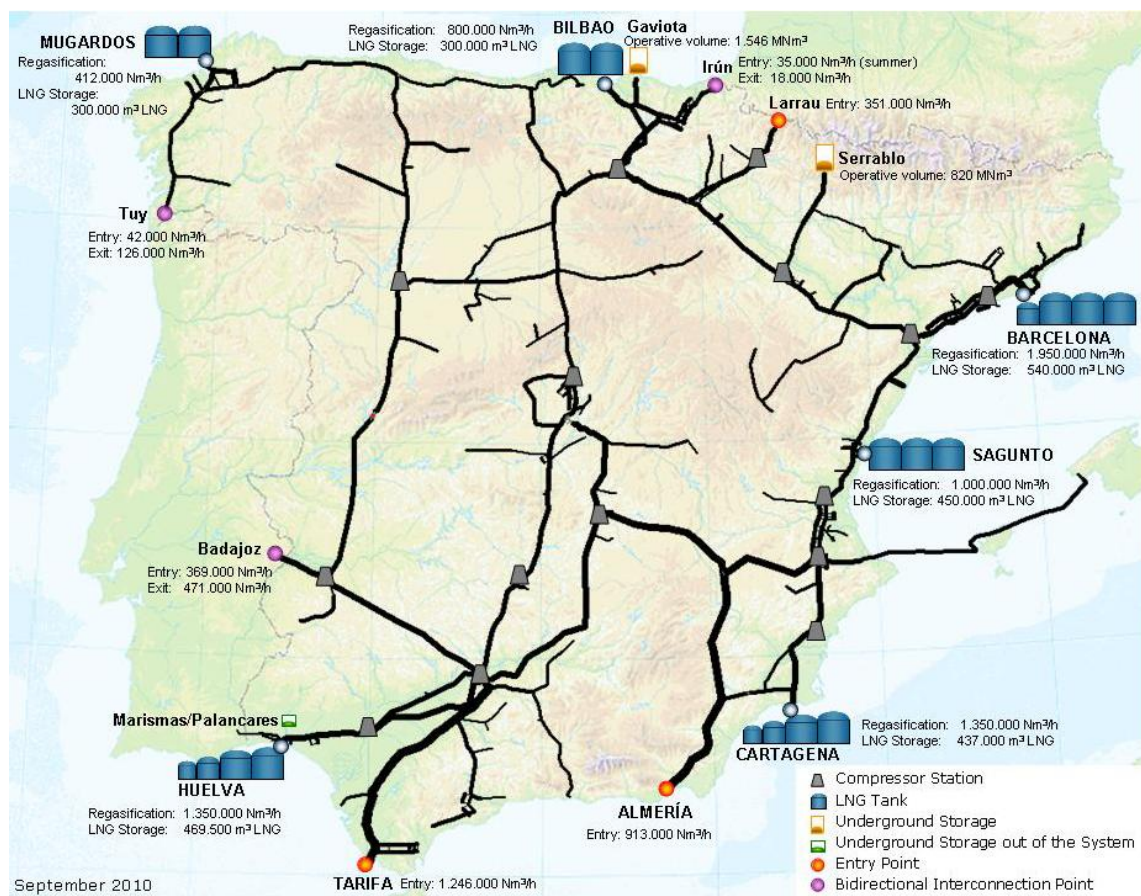 MUGARDOS
Regasification:
412.000 Nm³/h
LNG Storage:
300.000 m³ LNG
Regasification: 800.000 Nm³/h
LNG Storage: 300.000 m³ LNG
BILBAO
Gaviota
Operative volume: 1.546 MNm³
Irún
Entry: 35.000 Nm³/h (summer)
Exit: 18.000 Nm³/h
Larrau Entry: 351.000 Nm³/h
Serrablo
Operative volume: 820 MNm³
Tuy
Entry: 42.000 Nm³/h
Exit: 126.000 Nm³/h
BARCELONA
Regasification: 1.950.000 Nm³/h
LNG Storage: 540.000 m³ LNG
SAGUNTO
Regasification: 1.000.000 Nm³/h
LNG Storage: 450.000 m³ LNG
Badajoz
Entry: 369.000 Nm³/h
Exit: 471.000 Nm³/h
Marismas/Palancares
HUELVA
Regasification: 1.350.000 Nm³/h
LNG Storage: 469.500 m³ LNG
CARTAGENA
Regasification: 1.350.000 Nm³/h
LNG Storage: 437.000 m³ LNG
ALMERÍA
Entry: 913.000 Nm³/h
TARIFA Entry: 1.246.000 Nm³/h
Compressor Station
LNG Tank
Underground Storage
Underground Storage out of the System
Entry Point
Bidirectional Interconnection Point
September 2010